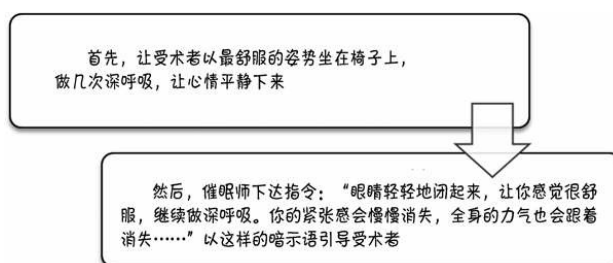 首先，让受术者以最舒服的姿势坐在椅子上，
做几次深呼吸，让心情平静下来
然后，催眠师下达指令：“眼睛轻轻地闭起来，让你感觉很舒
服，继续做深呼吸。你的紧张感会慢慢消失，全身的力气也会跟着
消失……”以这样的暗示语引导受术者